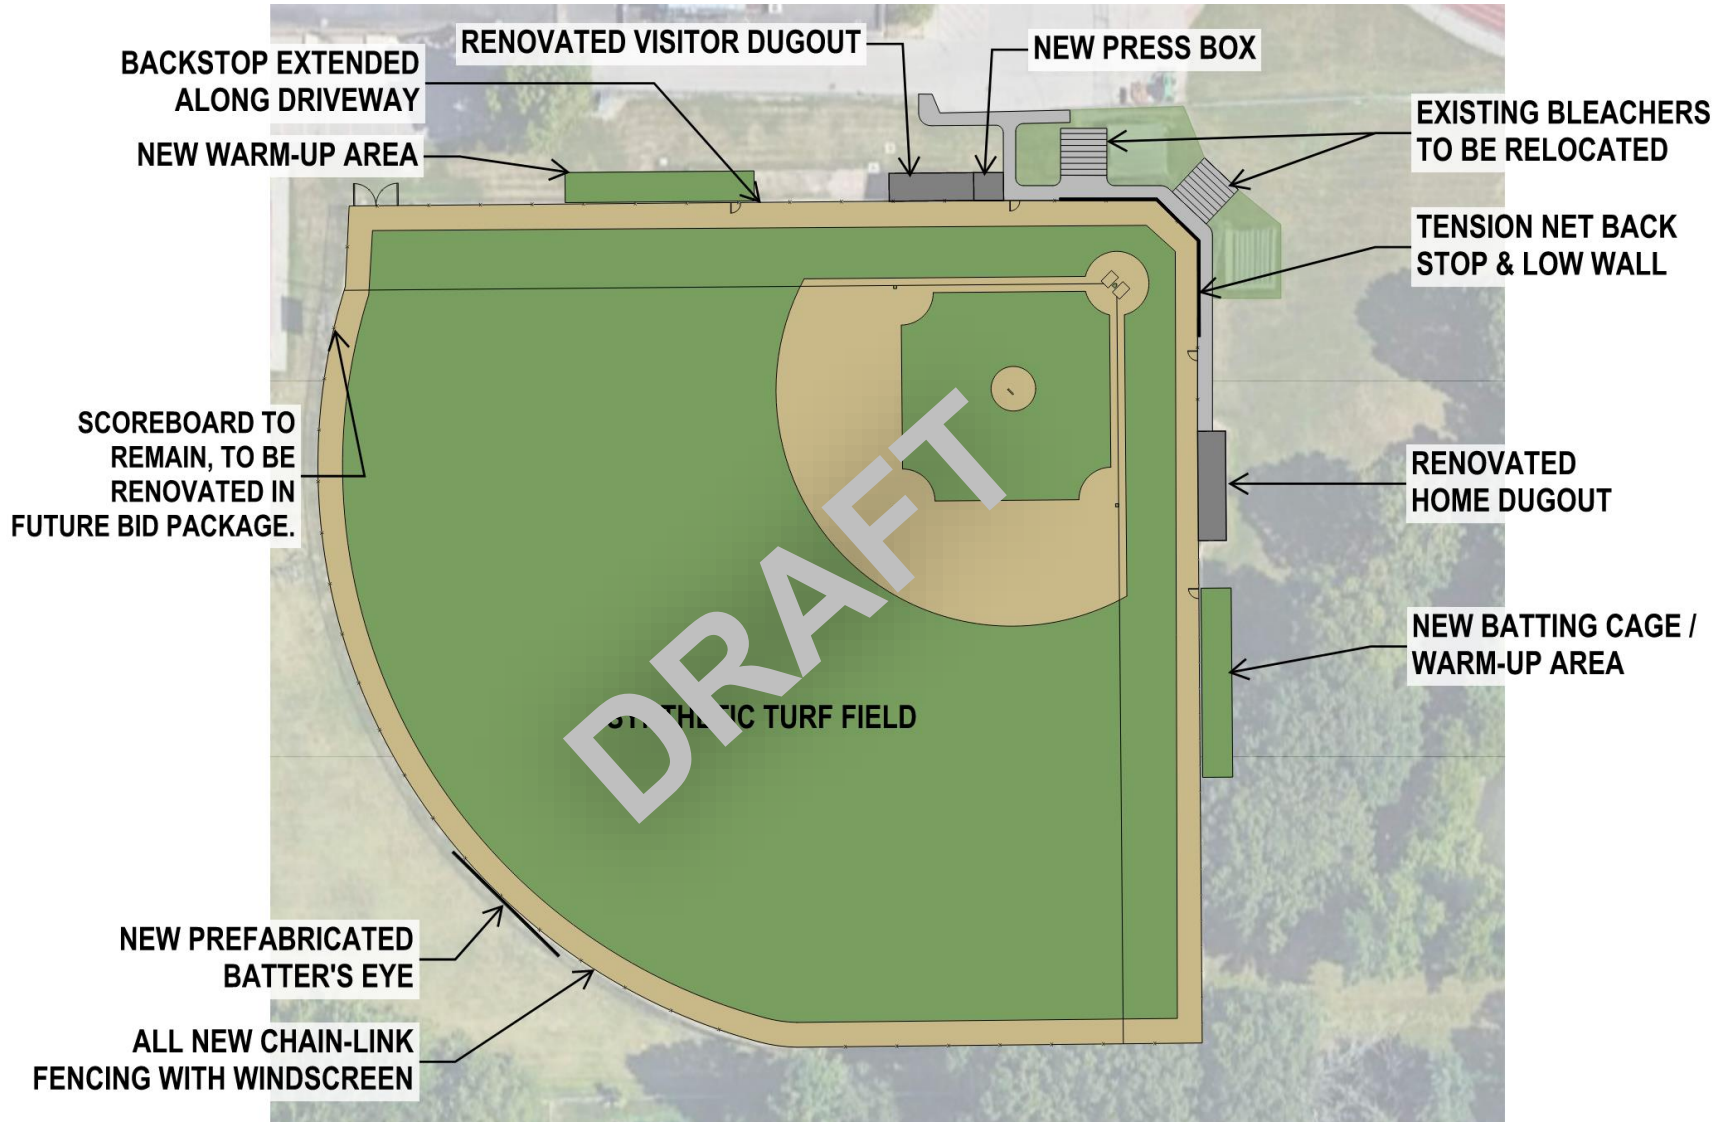 RENOVATED VISITOR DUGOUT
NEW PRESS BOX
BACKSTOP EXTENDED
ALONG DRIVEWAY
NEW WARM-UP AREA
EXISTING BLEACHERS
TO BE RELOCATED
TENSION NET BACK
STOP & LOW WALL
SCOREBOARD TO
REMAIN, TO BE
RENOVATED IN
FUTURE BID PACKAGE.
RENOVATED
HOME DUGOUT
NEW BATTING CAGE /
WARM-UP AREA
DRAFT
SYNTHETIC TURF FIELD
NEW PREFABRICATED
BATTER'S EYE
ALL NEW CHAIN-LINK
FENCING WITH WINDSCREEN